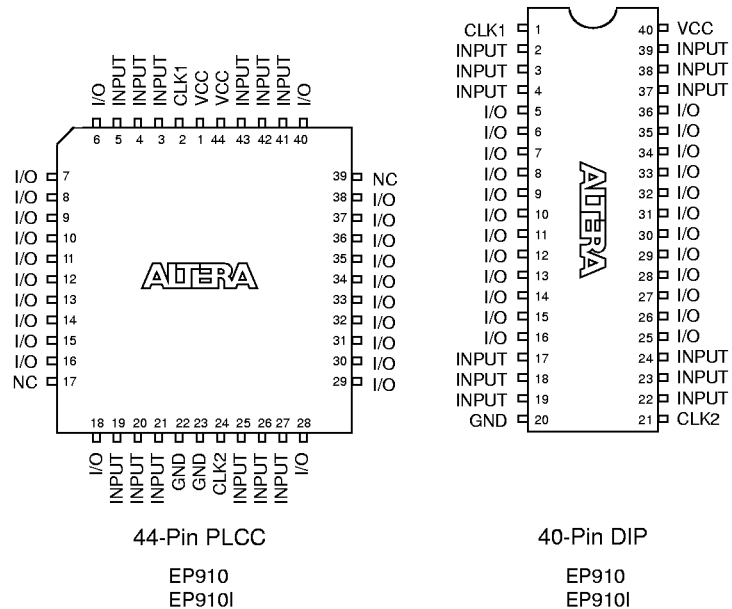 I/O INPUT INPUT INPUT CLK1 VCC VCC INPUT INPUT INPUT I/O
6 5 4 3 2 1 44 43 42 41 40
I/O 7 39 NC
I/O 8 38 I/O
I/O 9 37 I/O
I/O 10 36 I/O
I/O 11 35 I/O
I/O 12 34 I/O
I/O 13 33 I/O
I/O 14 32 I/O
I/O 15 31 I/O
I/O 16 30 I/O
NC 17 29 I/O
ALTERA
18 19 20 21 22 23 24 25 26 27 28
I/O INPUT INPUT INPUT GND GND CLK2 INPUT INPUT INPUT I/O
44-Pin PLCC
EP910
EP910I
CLK1 1 40 VCC
INPUT 2 39 INPUT
INPUT 3 38 INPUT
INPUT 4 37 INPUT
I/O 5 36 I/O
I/O 6 35 I/O
I/O 7 34 I/O
I/O 8 33 I/O
I/O 9 32 I/O
I/O 10 31 I/O
I/O 11 30 I/O
I/O 12 29 I/O
I/O 13 28 I/O
I/O 14 27 I/O
I/O 15 26 I/O
I/O 16 25 I/O
INPUT 17 24 INPUT
INPUT 18 23 INPUT
INPUT 19 22 INPUT
GND 20 21 CLK2
ALTERA
40-Pin DIP
EP910
EP910I